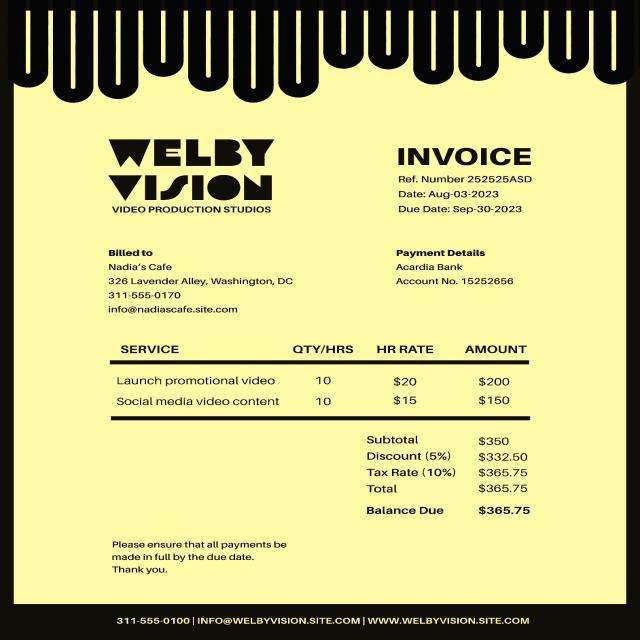 WELBY
VISION
VIDEO PRODUCTION STUDIOS
INVOICE
Ref. Number 252525ASD
Date: Aug-03-2023
Due Date: Sep-30-2023
Billed to
Nadia's Cafe
326 Lavender Alley, Washington, DC
311-555-0170
info@nadiascafe.site.com
Payment Details
Acardia Bank
Account No. 15252656
SERVICE QTY/HRS HR RATE AMOUNT
Launch promotional video 10 $20 $200
Social media video content 10 $15 $150
Subtotal $350
Discount (5%) $332.50
Tax Rate (10%) $365.75
Total $365.75
Balance Due $365.75
Please ensure that all payments be
made in full by the due date.
Thank you.
311-555-0100 | INFO@WELBYVISION.SITE.COM | WWW.WELBYVISION.SITE.COM